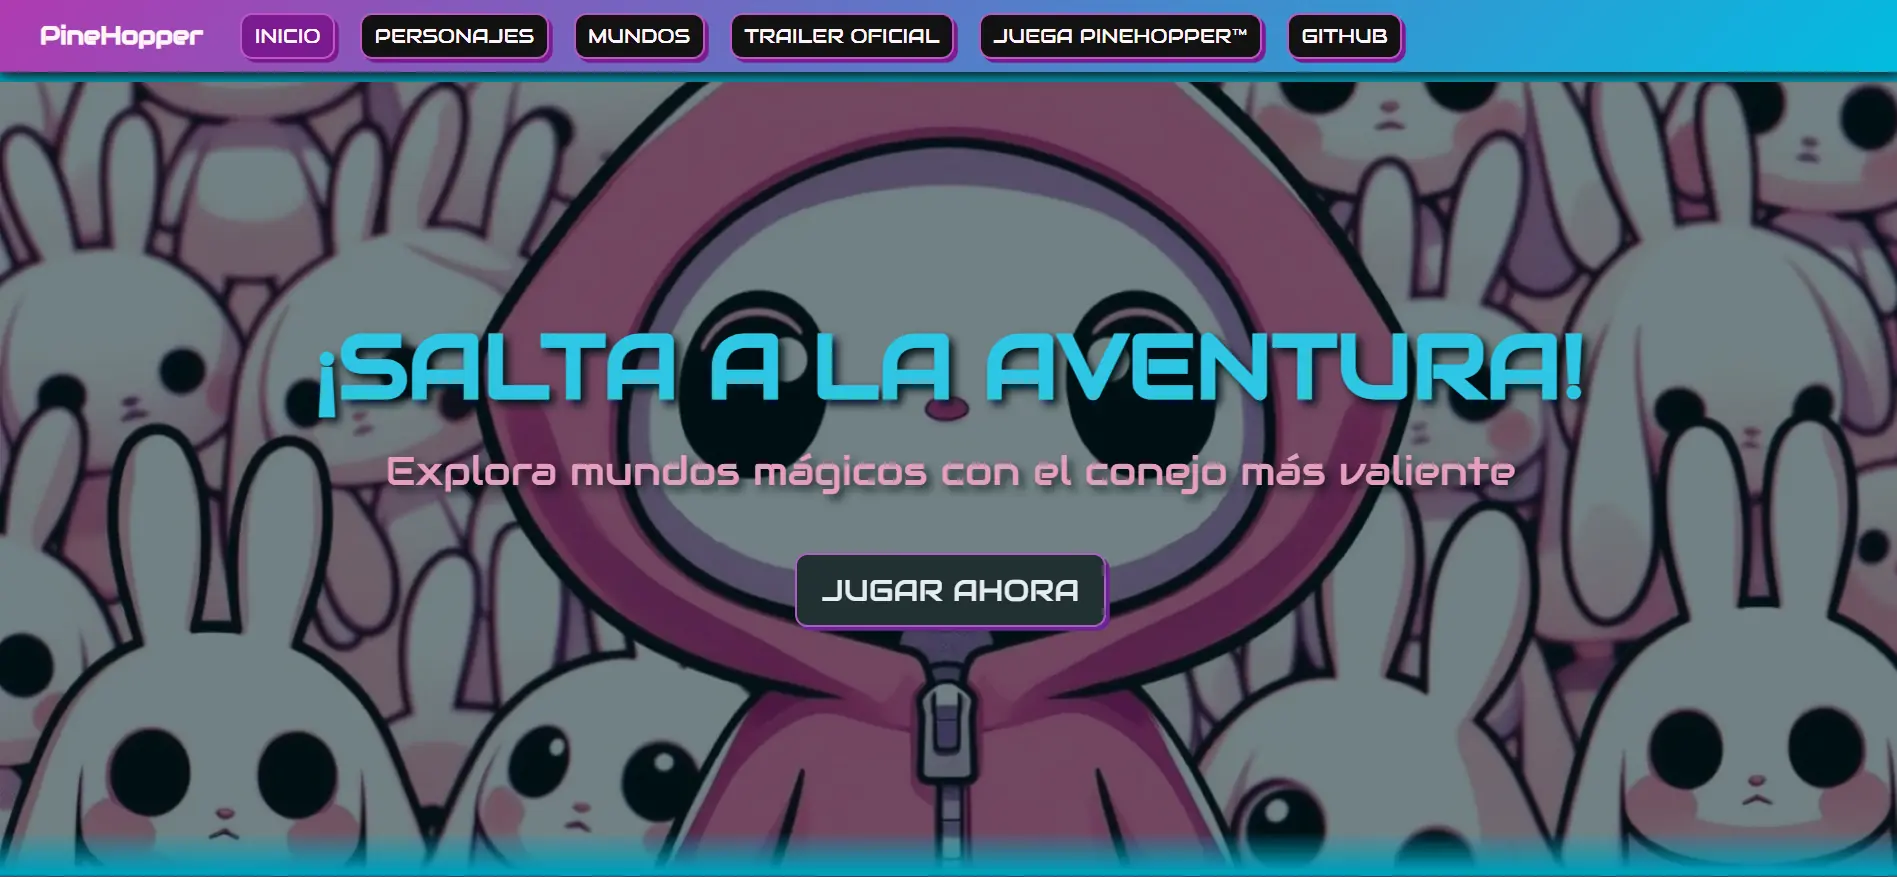 PineHopper
INICIO
PERSONAJES
MUNDOS
TRAILER OFICIAL
JUEGA PINEHOPPER™
GITHUB
¡SALTA A LA AVENTURA!
Explora mundos mágicos con el conejo más valiente
JUGAR AHORA